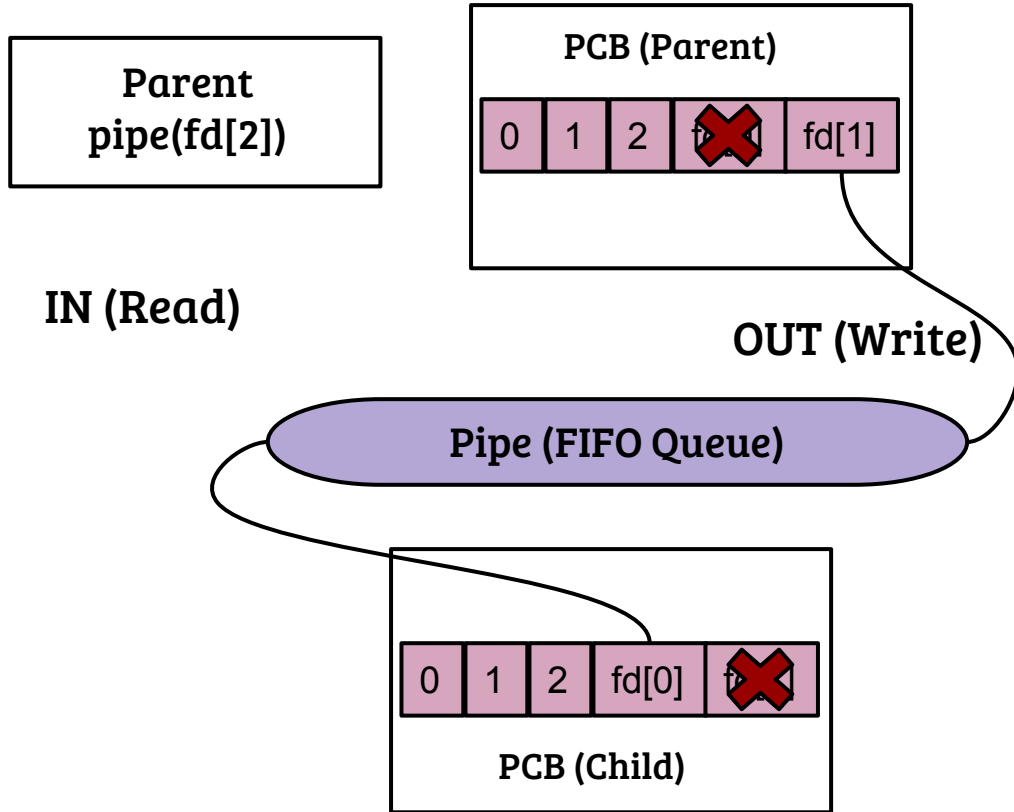 PCB (Parent)
Parent
pipe(fd[2])
0 1 2 fd[1]
IN (Read)
OUT (Write)
Pipe (FIFO Queue)
0 1 2 fd[0]
PCB (Child)